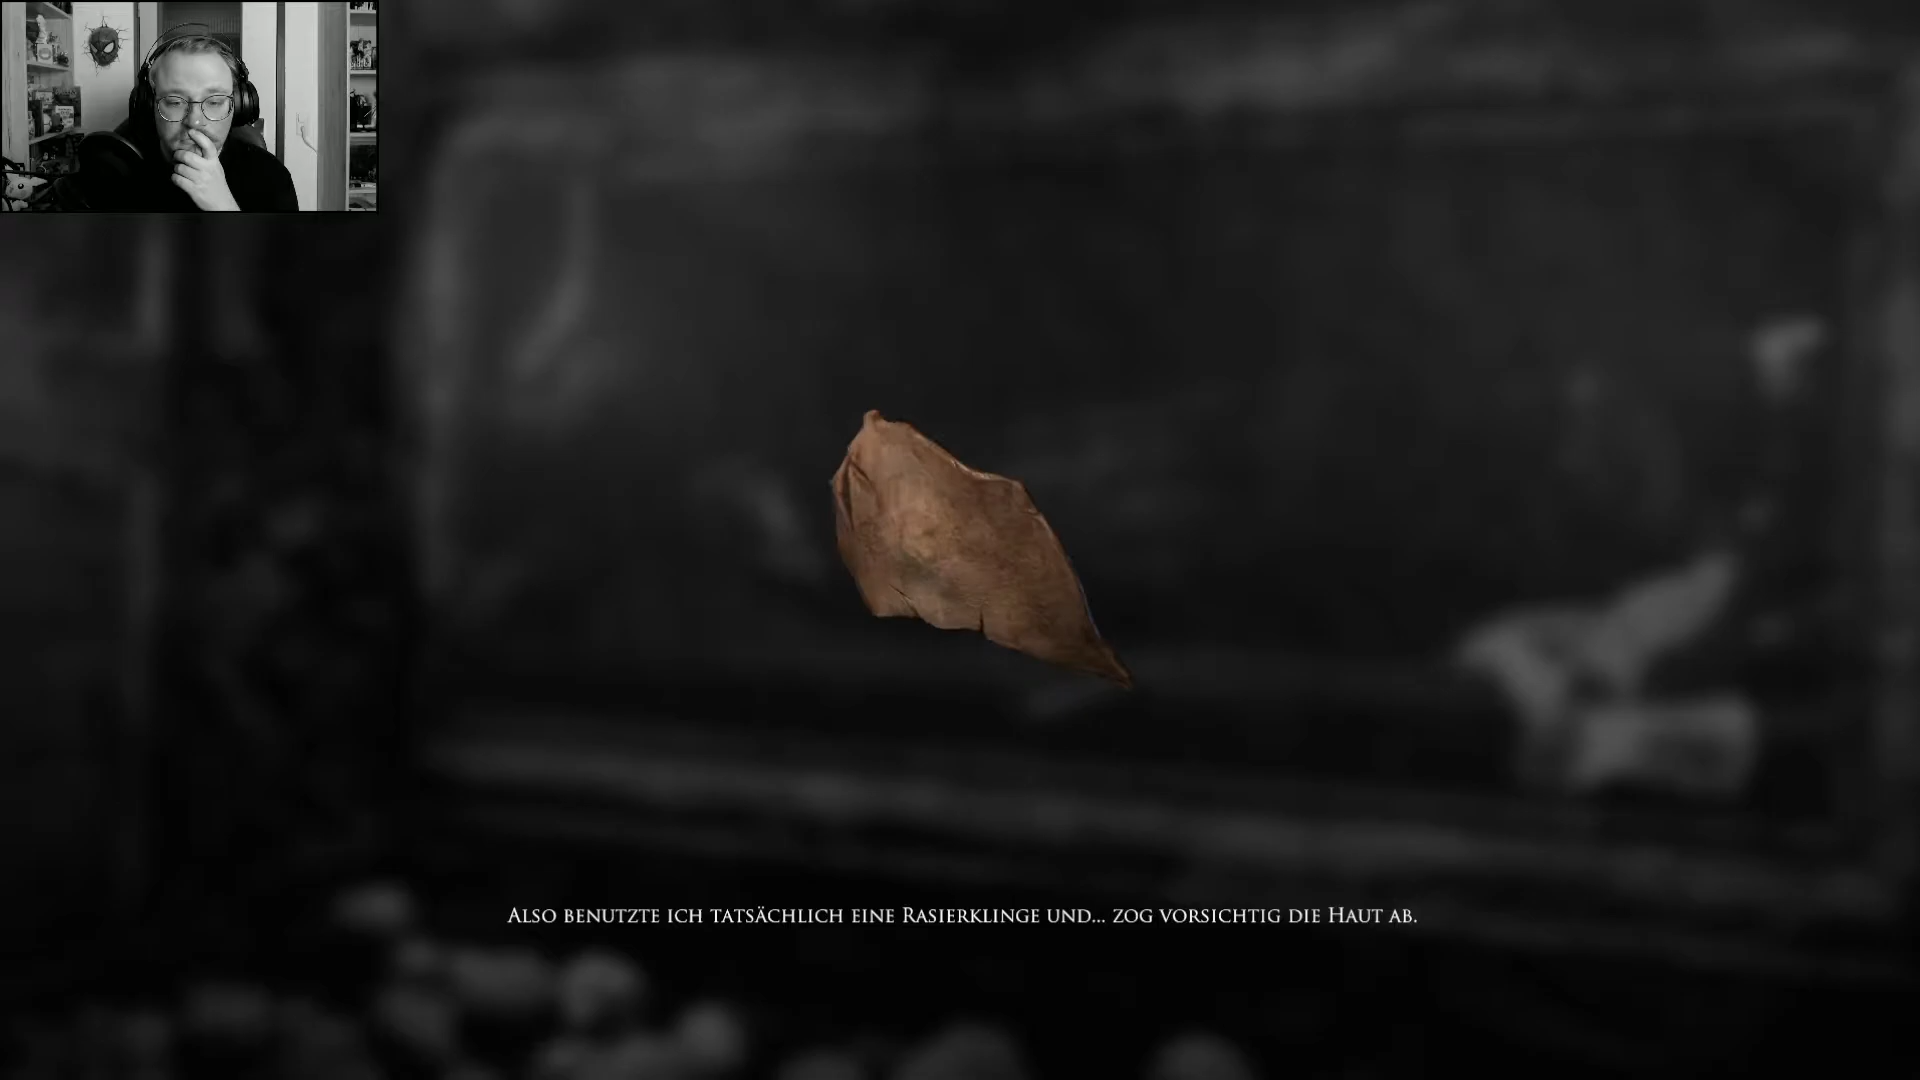 Also benutzte ich tatsächlich eine Rasierklinge und... zog vorsichtig die Haut ab.